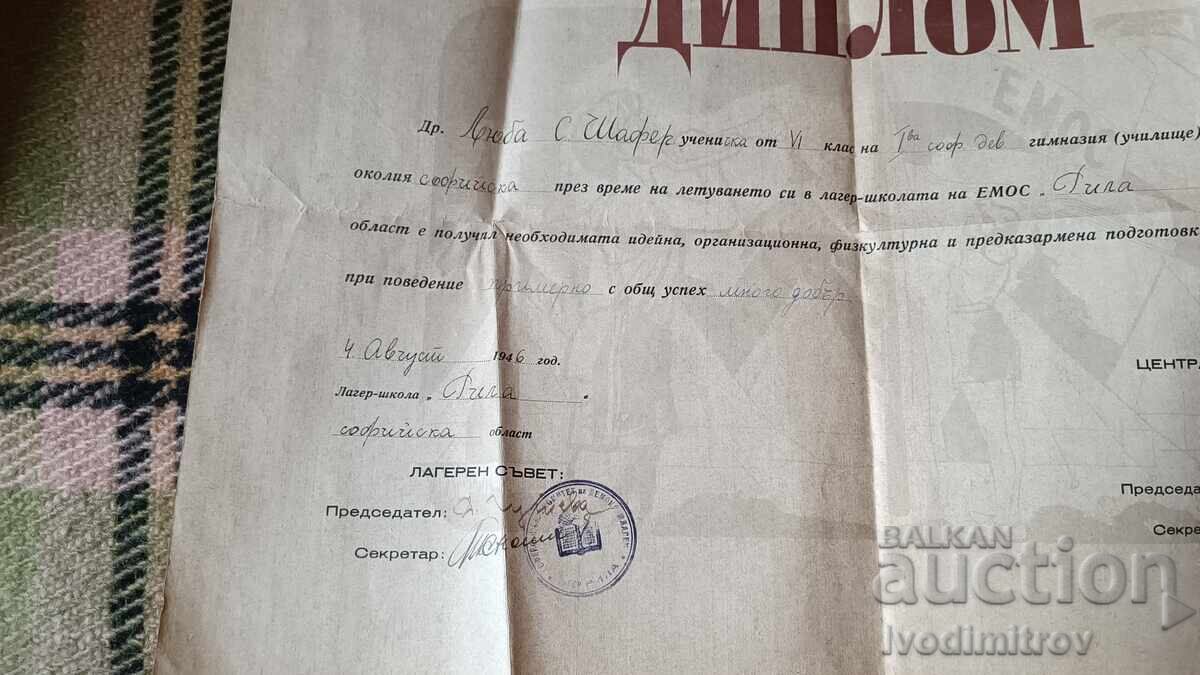 ДИПЛОМ
ЕМОС
Др. Люба С. Шафер ученичка от VI клас на Iва соф. дев гимназия (училище)
околия софийска през време на летуването си в лагер-школата на ЕМОС „Рила
област е получил необходимата идейна, организационна, физкултурна и предказармена подготовк
при поведение примерно с общ успех много добър
4. Август 1946 год.
Лагер-школа „Рила"
софийска област
ЛАГЕРЕН СЪВЕТ:
Председател:
Секретар:
ЦЕНТРА
Председа
Секре
BALKAN
auction
Ivodimitrov